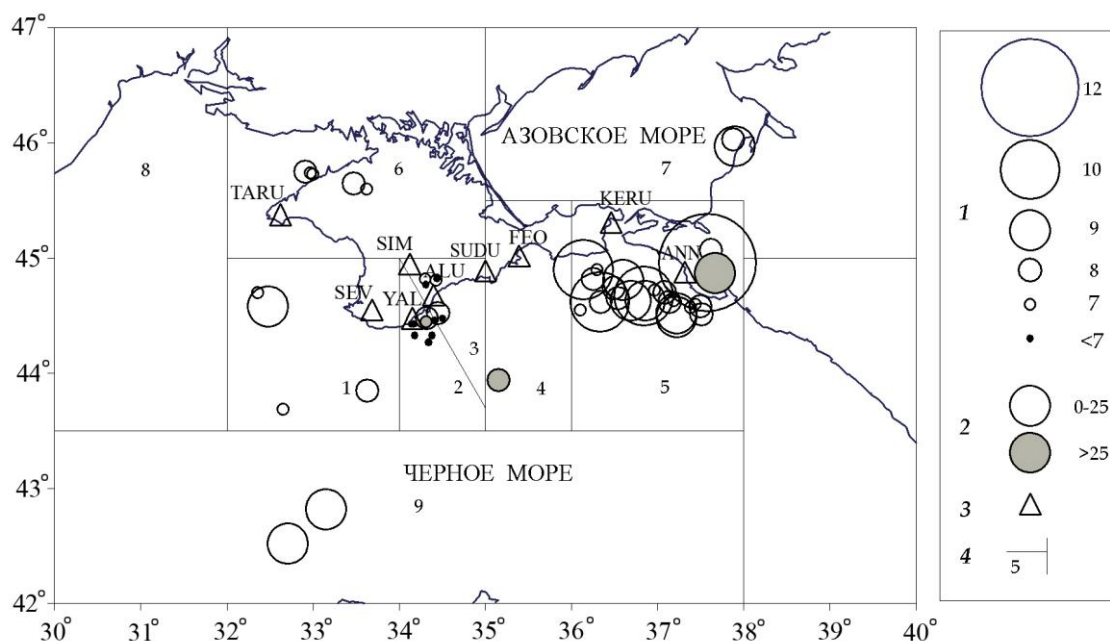 47°
46°
45°
44°
43°
42°
30° 31° 32° 33° 34° 35° 36° 37° 38° 39° 40°
АЗОВСКОЕ МОРЕ
8 6 7
TARU KERU
SIM SUDU FEO ANN
ALU
SEV YAL
3
1 2 4 5
ЧЕРНОЕ МОРЕ
9
12
10
1 9
8
7
<7
0-25
2
>25
3
4 5